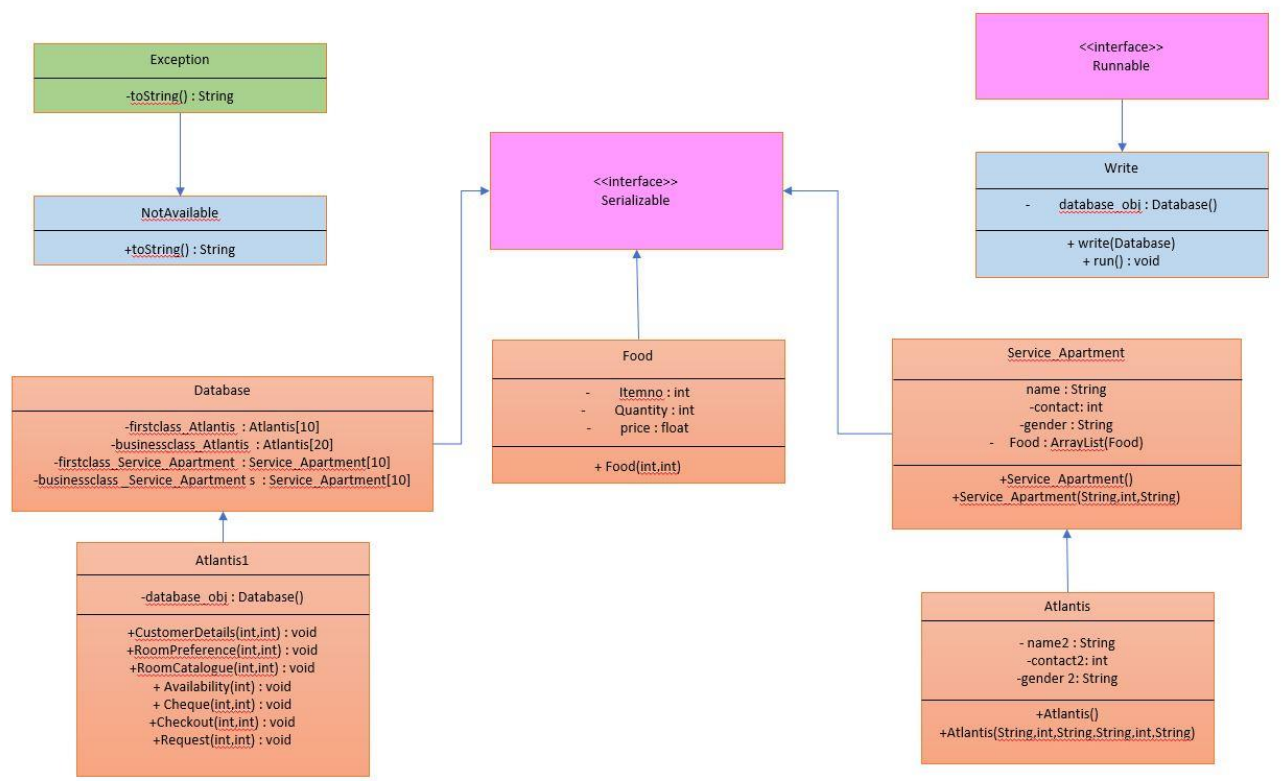 Exception
-toString() : String
NotAvailable
+toString() : String
<<interface>>
Serializable
<<interface>>
Runnable
Write
- database_obj : Database()
+ write(Database)
+ run() : void
Database
-firstclass_Atlantis : Atlantis[10]
-businessclass_Atlantis : Atlantis[20]
-firstclass_Service_Apartment : Service_Apartment[10]
-businessclass _Service_Apartment s : Service_Apartment[10]
Food
- Itemno : int
- Quantity : int
- price : float
+ Food(int,int)
Service_Apartment
name : String
-contact: int
-gender : String
- Food : ArrayList(Food)
+Service_Apartment()
+Service_Apartment(String,int,String)
Atlantis1
-database_obj : Database()
+CustomerDetails(int,int) : void
+RoomPreference(int,int) : void
+RoomCatalogue(int,int) : void
+ Availability(int) : void
+ Cheque(int,int) : void
+Checkout(int,int) : void
+Request(int,int) : void
Atlantis
- name2 : String
-contact2: int
-gender 2: String
+Atlantis()
+Atlantis(String,int,String,String,int,String)